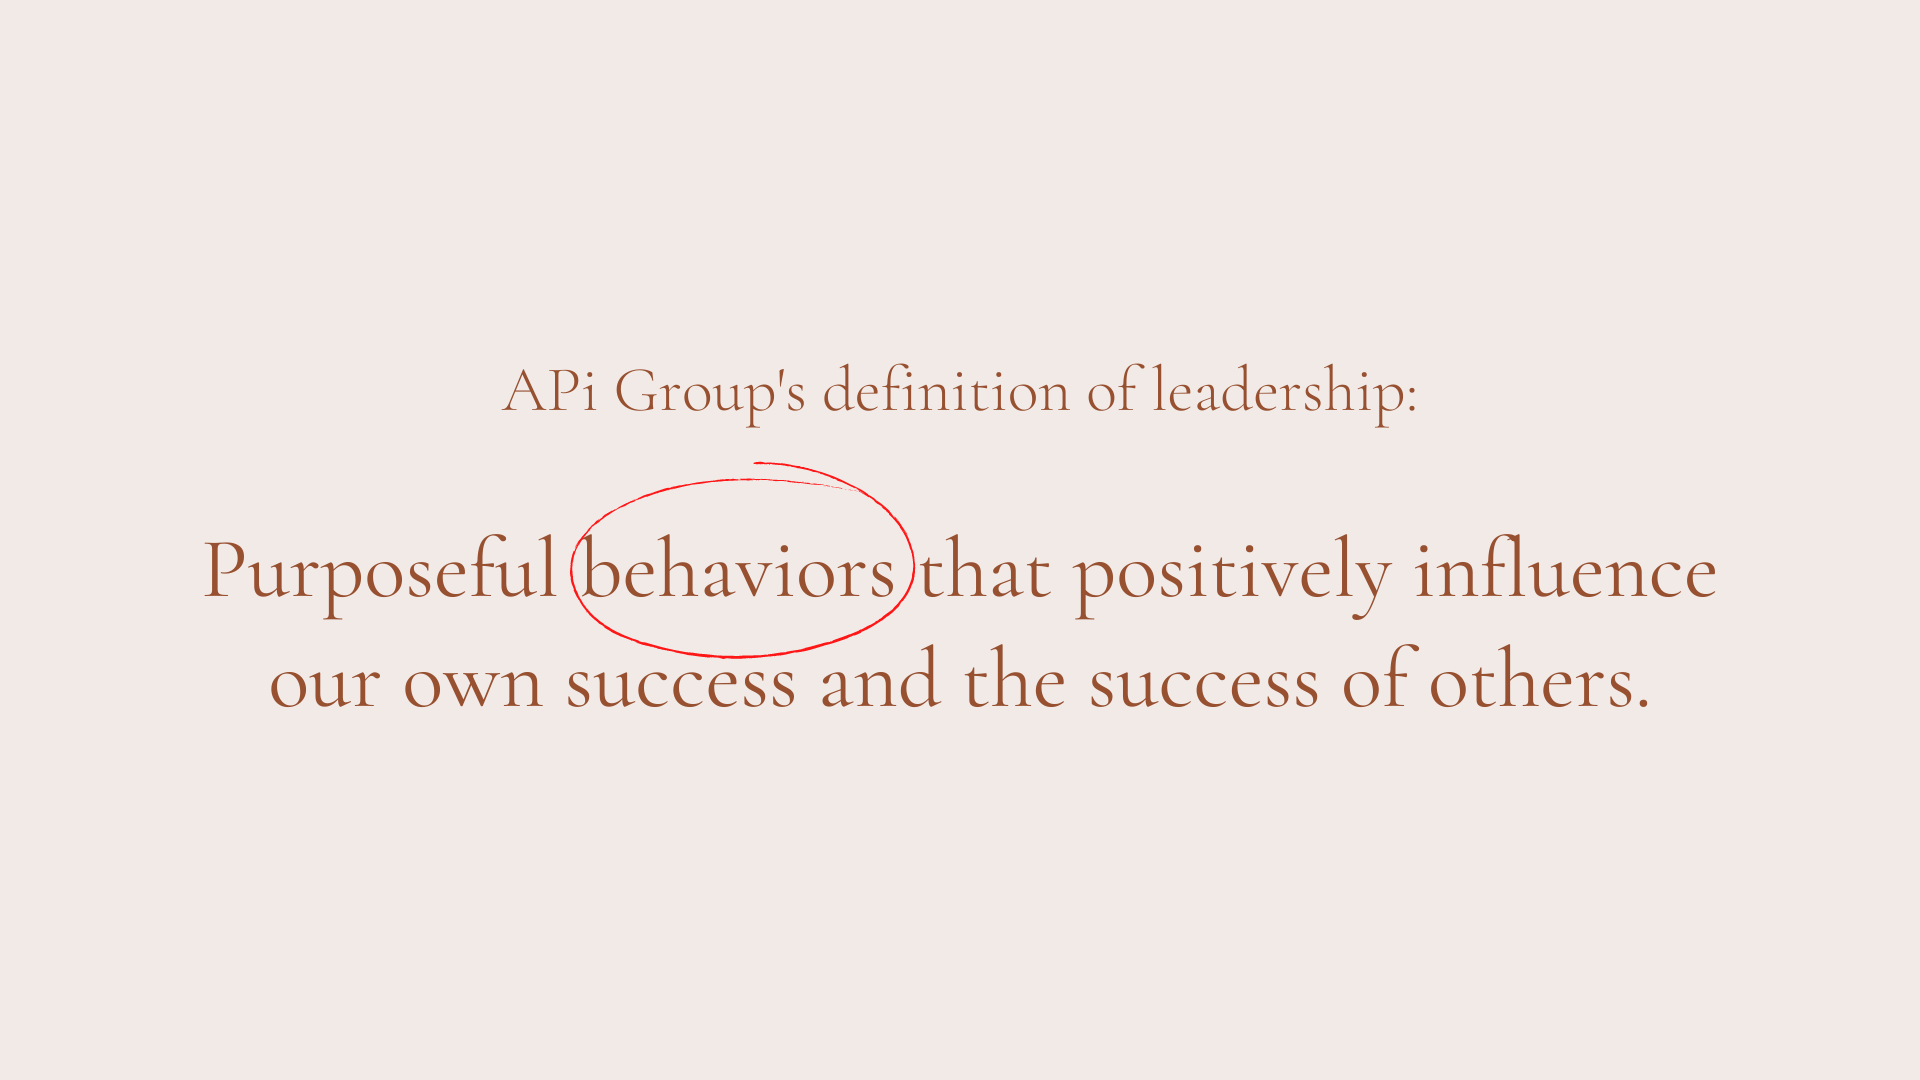 APi Group's definition of leadership:
Purposeful behaviors that positively influence
our own success and the success of others.